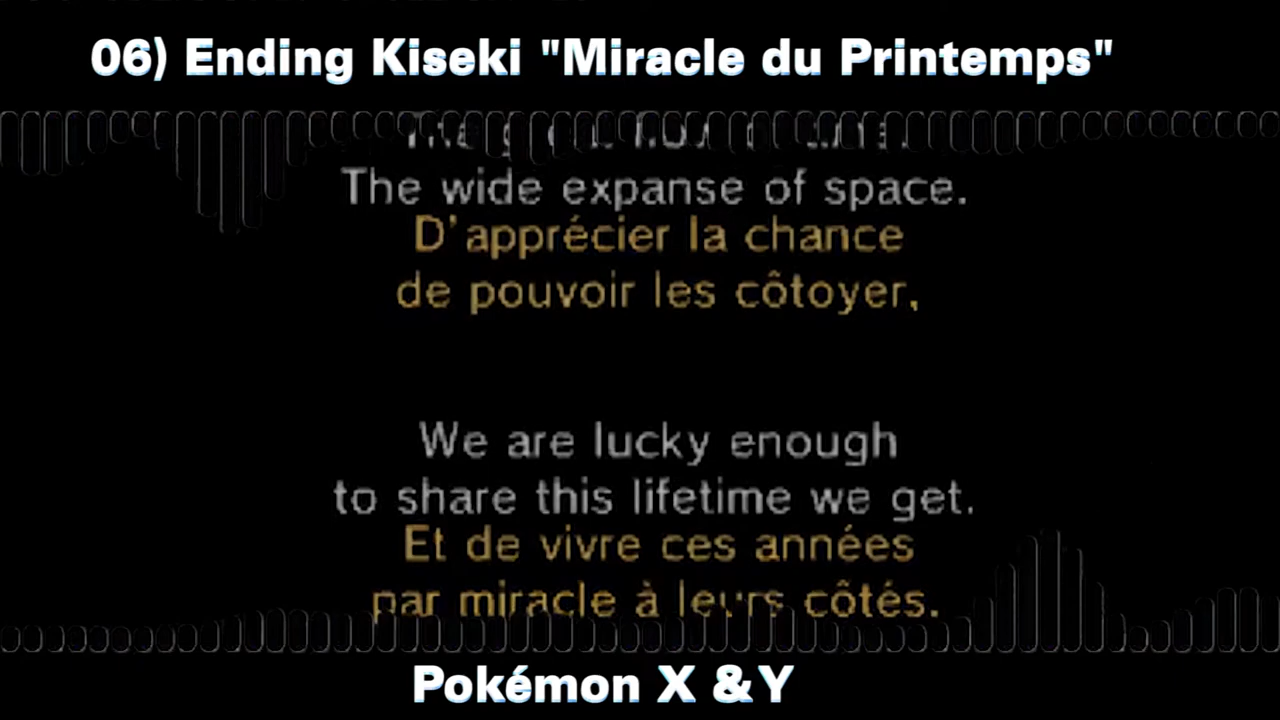 06) Ending Kiseki "Miracle du Printemps"
The wide expanse of space.
D'apprécier la chance
de pouvoir les côtoyer,
We are lucky enough
to share this lifetime we get.
Et de vivre ces années
par miracle à leurs côtés.
Pokémon X & Y